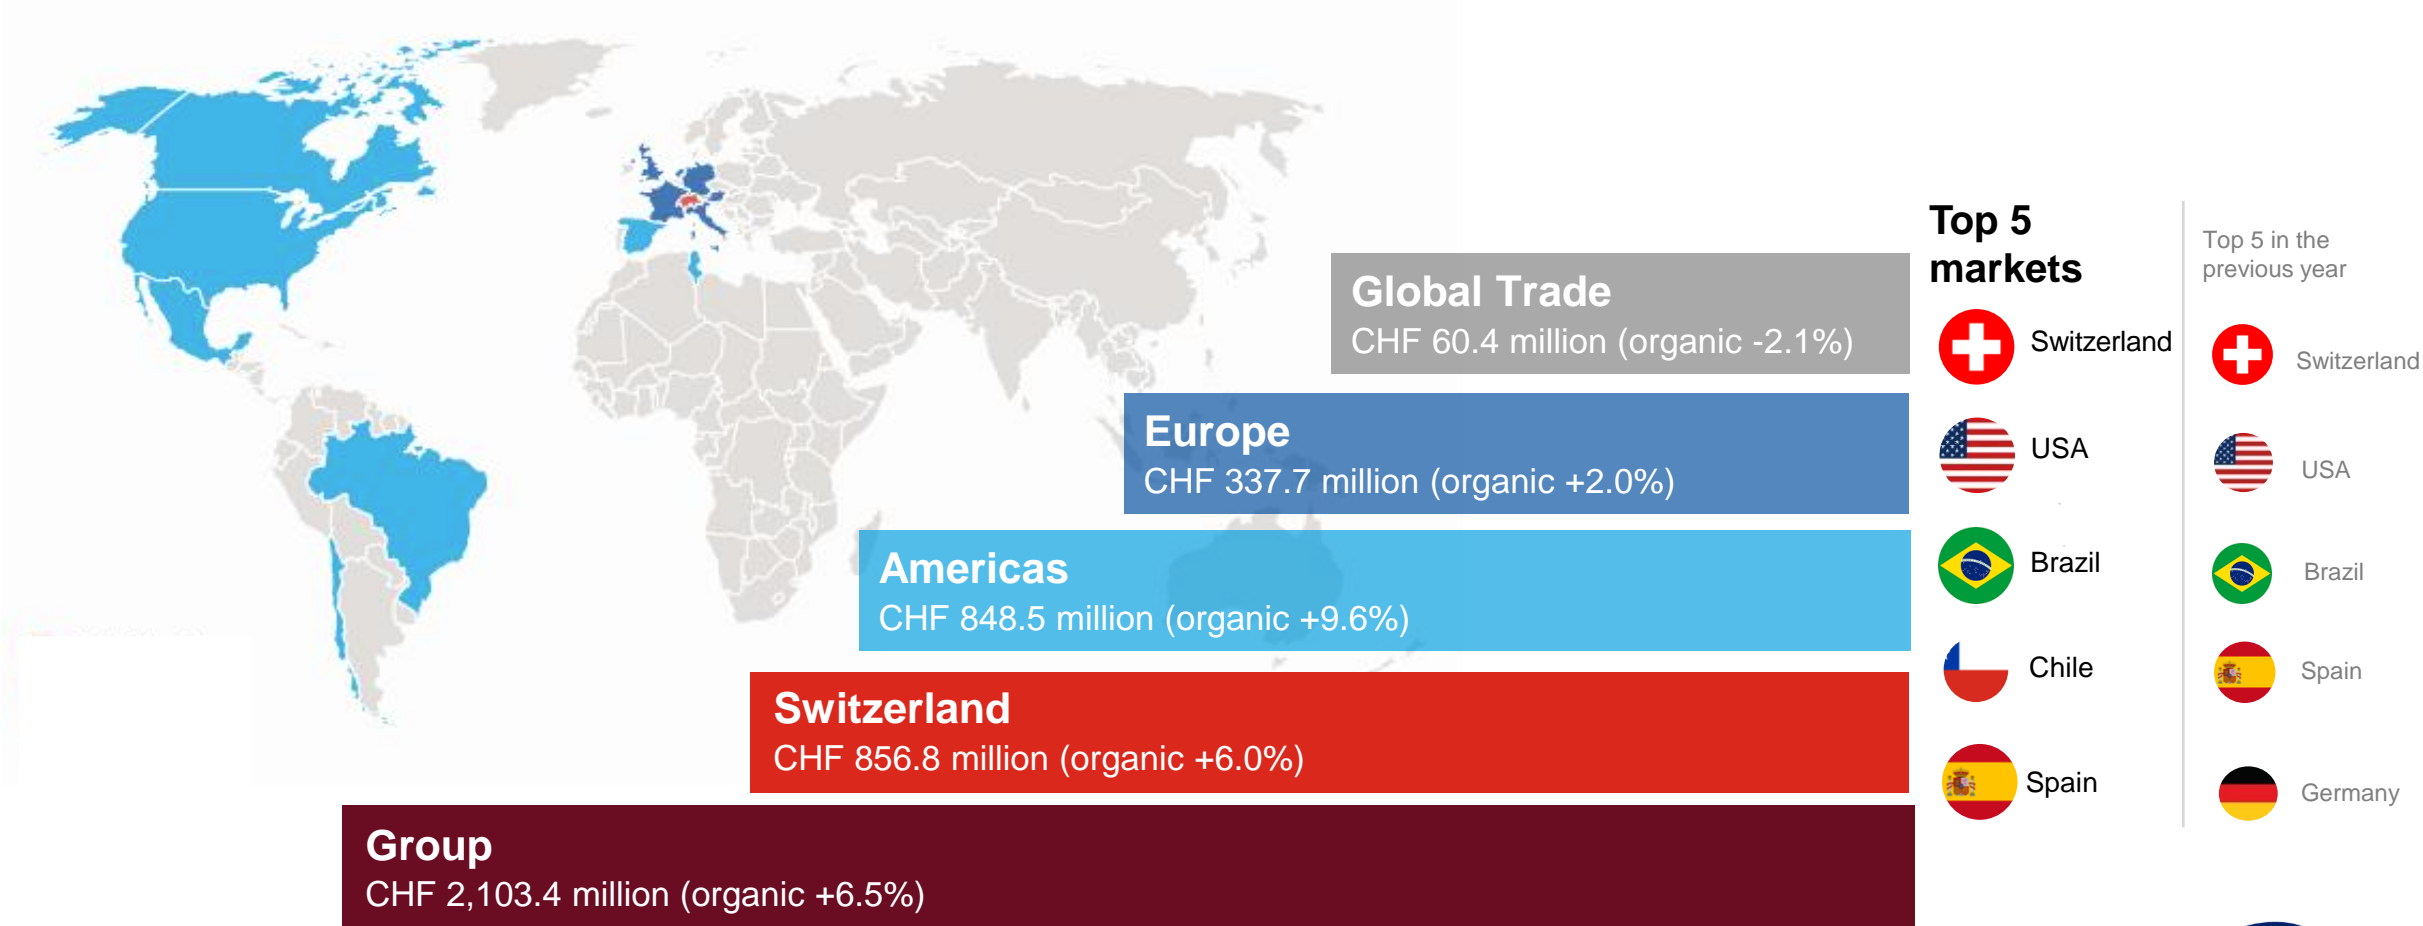 Global Trade
CHF 60.4 million (organic -2.1%)
Europe
CHF 337.7 million (organic +2.0%)
Americas
CHF 848.5 million (organic +9.6%)
Switzerland
CHF 856.8 million (organic +6.0%)
Group
CHF 2,103.4 million (organic +6.5%)
Top 5
markets
Switzerland
USA
Brazil
Chile
Spain
Top 5 in the
previous year
Switzerland
USA
Brazil
Spain
Germany